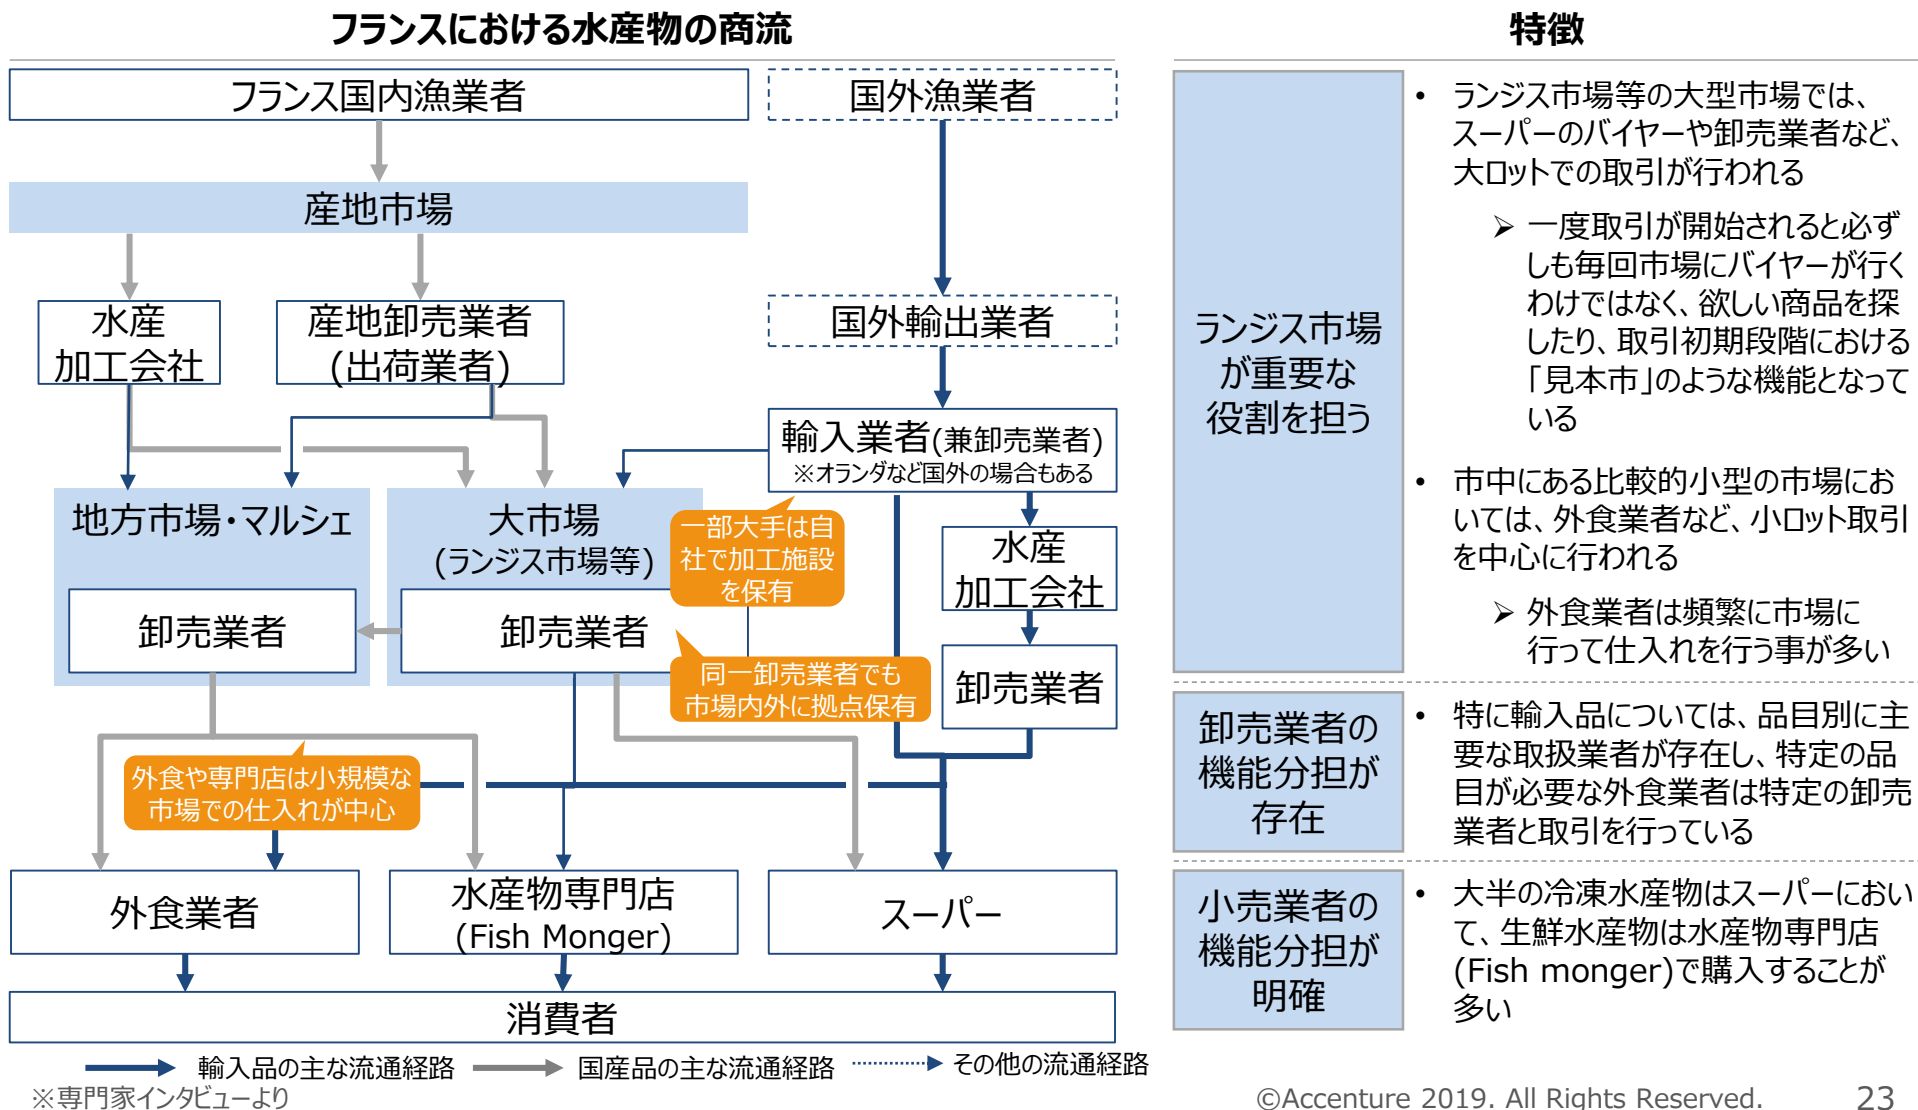 フランスにおける水産物の商流
フランス国内漁業者
国外漁業者
産地市場
水産
加工会社
産地卸売業者
(出荷業者)
国外輸出業者
輸入業者(兼卸売業者)
※オランダなど国外の場合もある
地方市場・マルシェ
大市場
(ランジス市場等)
一部大手は自
社で加工施設
を保有
水産
加工会社
卸売業者
卸売業者
同一卸売業者でも
市場内外に拠点保有
卸売業者
外食や専門店は小規模な
市場での仕入れが中心
外食業者
水産物専門店
(Fish Monger)
スーパー
消費者
輸入品の主な流通経路
国産品の主な流通経路
その他の流通経路
※専門家インタビューより
特徴
ランジス市場
が重要な
役割を担う
• ランジス市場等の大型市場では、
スーパーのバイヤーや卸売業者など、
大ロットでの取引が行われる
➢ 一度取引が開始されると必ず
しも毎回市場にバイヤーが行く
わけではなく、欲しい商品を探
したり、取引初期段階における
「見本市」のような機能となって
いる
• 市中にある比較的小型の市場にお
いては、外食業者など、小ロット取引
を中心に行われる
➢ 外食業者は頻繁に市場に
行って仕入れを行う事が多い
卸売業者の
機能分担が
存在
• 特に輸入品については、品目別に主
要な取扱業者が存在し、特定の品
目が必要な外食業者は特定の卸売
業者と取引を行っている
小売業者の
機能分担が
明確
• 大半の冷凍水産物はスーパーにおい
て、生鮮水産物は水産物専門店
(Fish monger)で購入することが
多い
©Accenture 2019. All Rights Reserved.
23